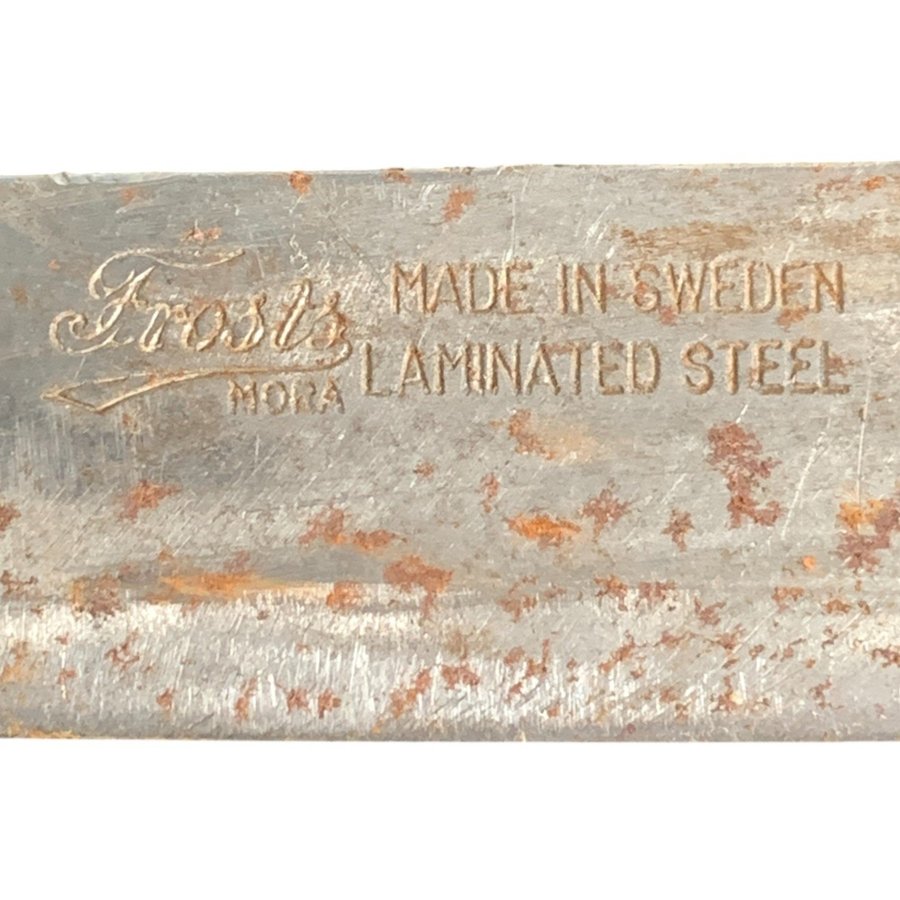 Frosts
MORA
MADE IN SWEDEN
LAMINATED STEEL